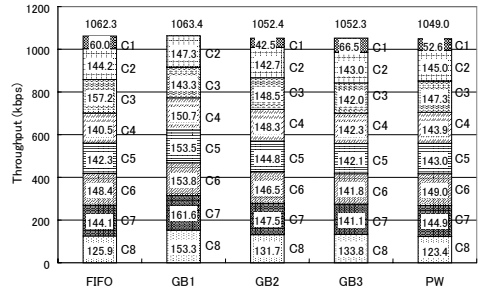 1062.3 1063.4 1052.4 1052.3 1049.0
Throughput (kbps)
1200
1000
800
600
400
200
0
60.0 C1
144.2 C2
157.2 C3
140.5 C4
142.3 C5
148.4 C6
144.1 C7
125.9 C8
147.3 C2
143.3 C3
150.7 C4
153.5 C5
153.8 C6
161.6 C7
153.3 C8
42.5 C1
142.7 C2
148.5 C3
148.3 C4
144.8 C5
146.5 C6
147.5 C7
131.7 C8
66.5 C1
143.0 C2
142.0 C3
142.3 C4
142.1 C5
141.8 C6
141.1 C7
133.8 C8
52.6 C1
145.0 C2
147.3 C3
143.9 C4
143.0 C5
149.0 C6
144.9 C7
123.4 C8
FIFO GB1 GB2 GB3 PW